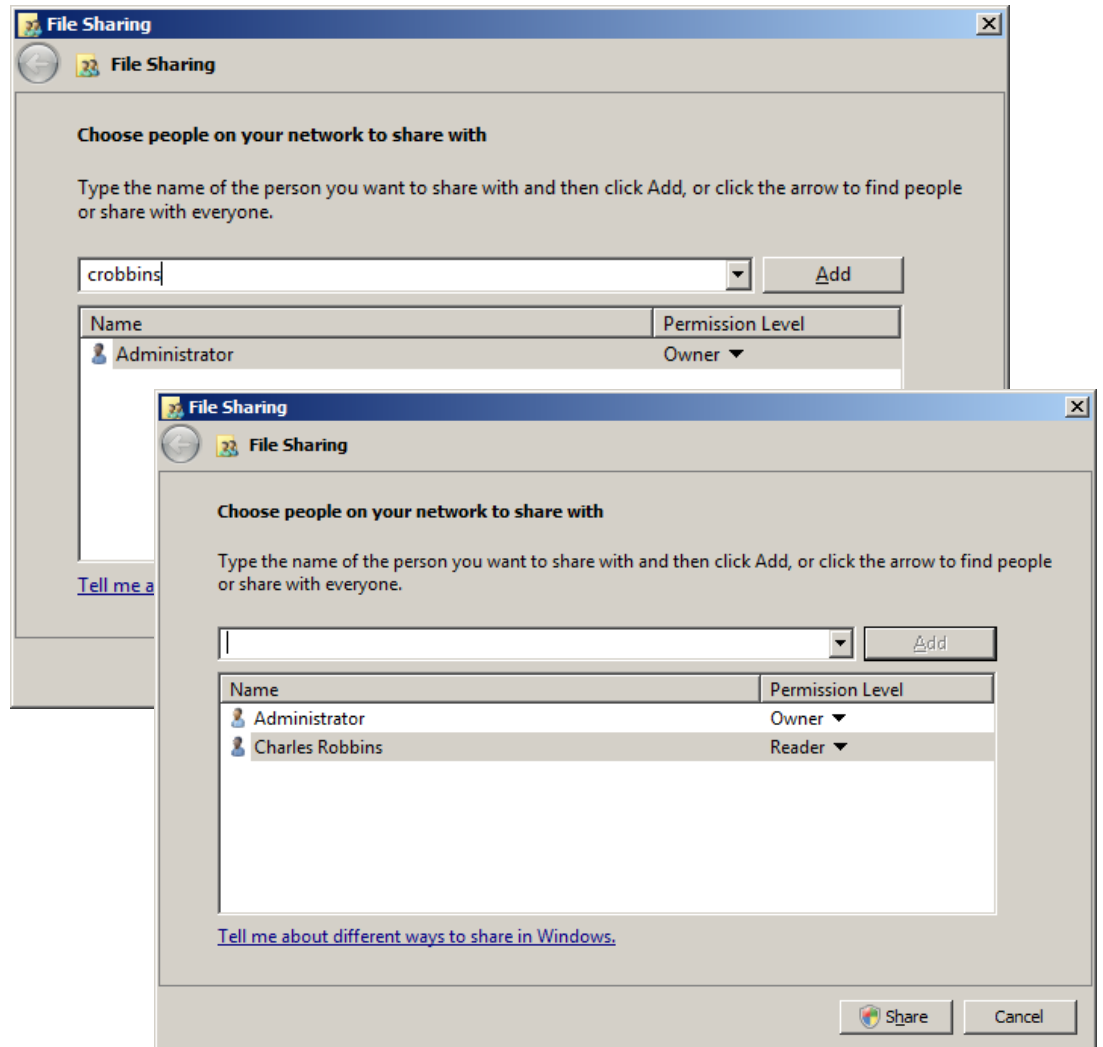 File Sharing
File Sharing
Choose people on your network to share with
Type the name of the person you want to share with and then click Add, or click the arrow to find people
or share with everyone.
crobbins
Add
Name Permission Level
Administrator Owner
Tell me a
File Sharing
File Sharing
Choose people on your network to share with
Type the name of the person you want to share with and then click Add, or click the arrow to find people
or share with everyone.
Add
Name Permission Level
Administrator Owner
Charles Robbins Reader
Tell me about different ways to share in Windows.
Share Cancel